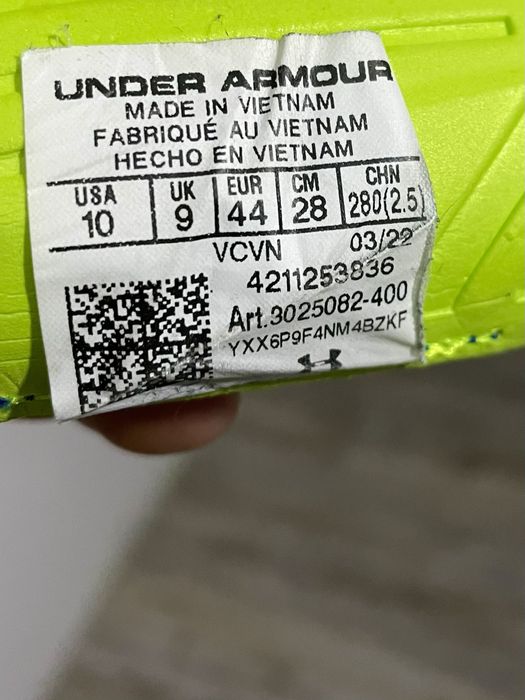 UNDER ARMOUR
MADE IN VIETNAM
FABRIQUÉ AU VIETNAM
HECHO EN VIETNAM
USA UK EUR CM CHN
10 9 44 28 280(2.5)
VCVN 03/22
4211253836
Art.3025082-400
YXX6P9F4NM4BZKF